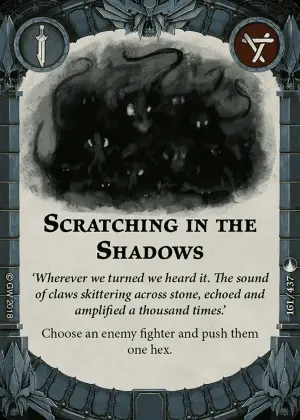 SCRATCHING IN THE
SHADOWS
‘Wherever we turned we heard it. The sound
of claws skittering across stone, echoed and
amplified a thousand times.’
Choose an enemy fighter and push them
one hex.
© GW 2018
161/437